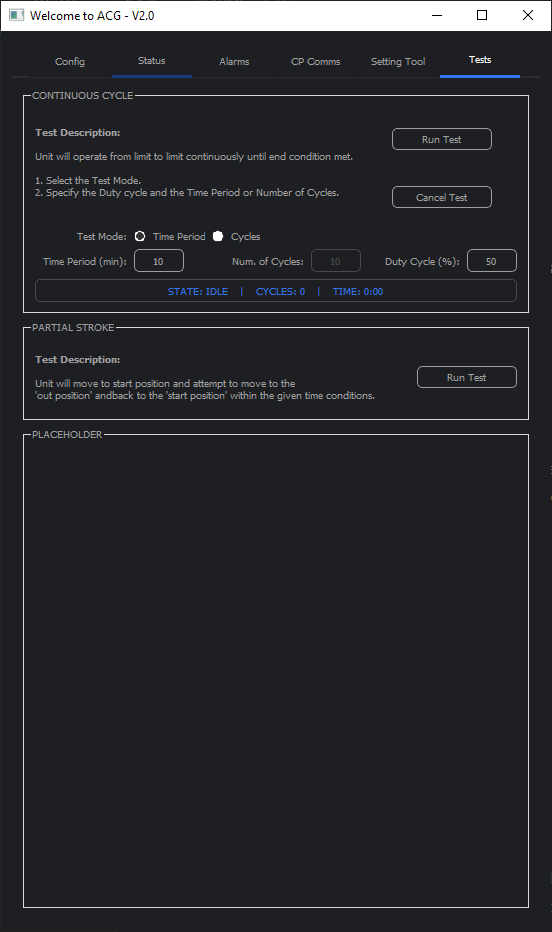 Welcome to ACG - V2.0
Config Status Alarms CP Comms Setting Tool Tests
CONTINUOUS CYCLE
Test Description:
Run Test
Unit will operate from limit to limit continuously until end condition met.
1. Select the Test Mode.
2. Specify the Duty cycle and the Time Period or Number of Cycles.
Cancel Test
Test Mode: Time Period Cycles
Time Period (min): 10 Num. of Cycles: 10 Duty Cycle (%): 50
STATE: IDLE | CYCLES: 0 | TIME: 0:00
PARTIAL STROKE
Test Description:
Run Test
Unit will move to start position and attempt to move to the
'out position' andback to the 'start position' within the given time conditions.
PLACEHOLDER